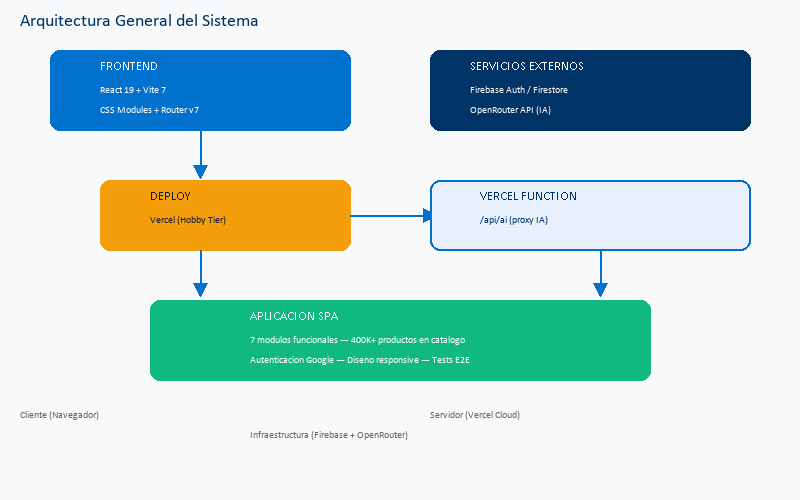 Arquitectura General del Sistema
FRONTEND
React 19 + Vite 7
CSS Modules + Router v7
SERVICIOS EXTERNOS
Firebase Auth / Firestore
OpenRouter API (IA)
DEPLOY
Vercel (Hobby Tier)
VERCEL FUNCTION
/api/ai (proxy IA)
APLICACION SPA
7 modulos funcionales — 400K+ productos en catalogo
Autenticacion Google — Diseno responsive — Tests E2E
Cliente (Navegador)
Servidor (Vercel Cloud)
Infraestructura (Firebase + OpenRouter)